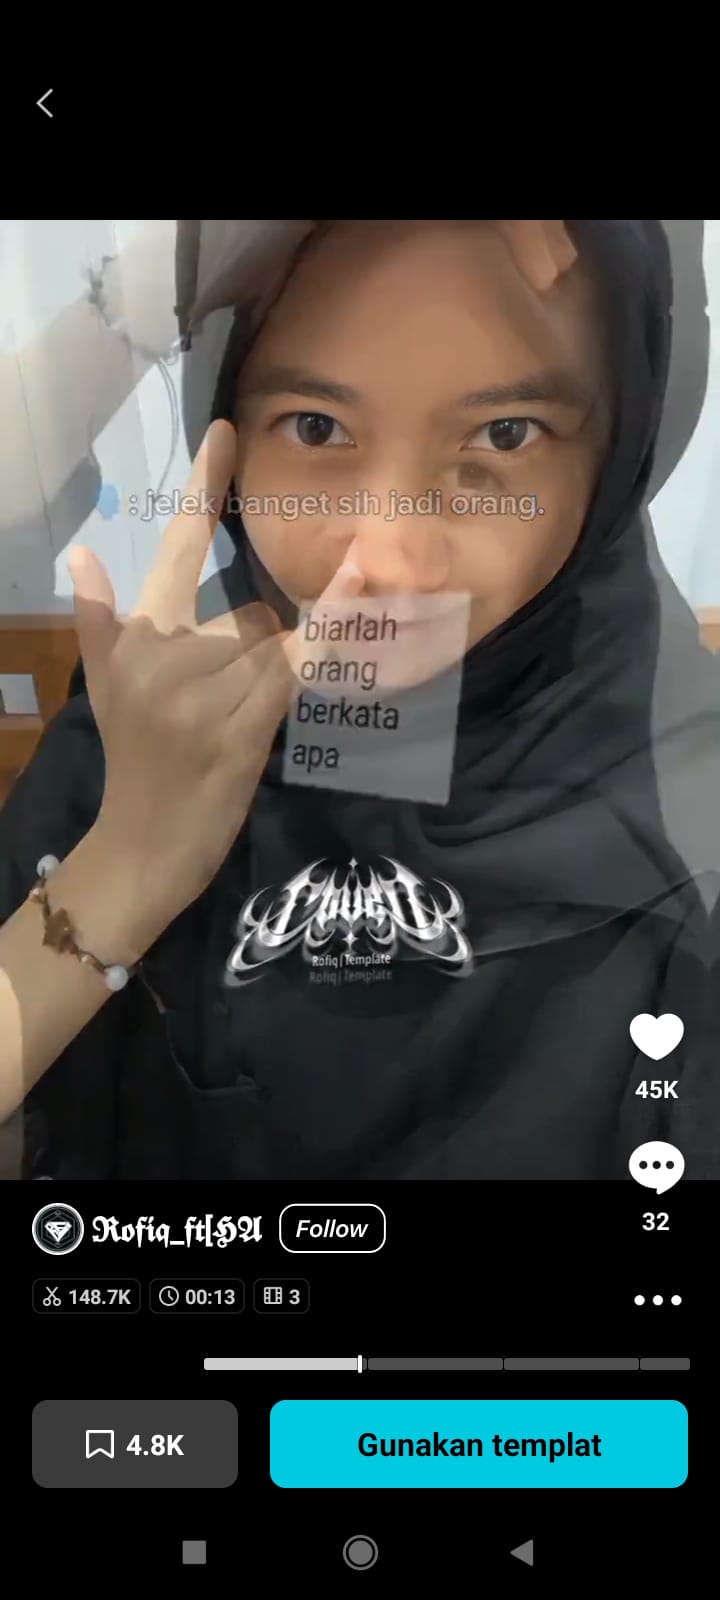 : jelek banget sih jadi orang.
biarlah
orang
berkata
apa
Rofiq | Template
Rofiq | Template
45K
32
Rofiq_ft[HA
Follow
148.7K
00:13
3
4.8K
Gunakan templat